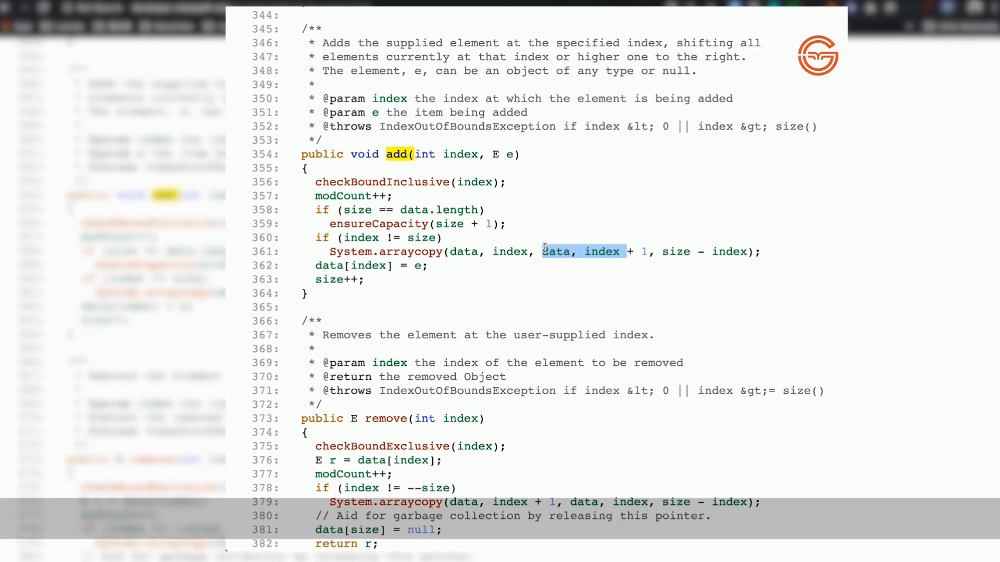 344:
345: /**
346: * Adds the supplied element at the specified index, shifting all
347: * elements currently at that index or higher one to the right.
348: * The element, e, can be an object of any type or null.
349: *
350: * @param index the index at which the element is being added
351: * @param e the item being added
352: * @throws IndexOutOfBoundsException if index &lt; 0 || index &gt; size()
353: */
354: public void add(int index, E e)
355: {
356: checkBoundInclusive(index);
357: modCount++;
358: if (size == data.length)
359: ensureCapacity(size + 1);
360: if (index != size)
361: System.arraycopy(data, index, data, index + 1, size - index);
362: data[index] = e;
363: size++;
364: }
365:
366: /**
367: * Removes the element at the user-supplied index.
368: *
369: * @param index the index of the element to be removed
370: * @return the removed Object
371: * @throws IndexOutOfBoundsException if index &lt; 0 || index &gt;= size()
372: */
373: public E remove(int index)
374: {
375: checkBoundExclusive(index);
376: E r = data[index];
377: modCount++;
378: if (index != --size)
379: System.arraycopy(data, index + 1, data, index, size - index);
380: // Aid for garbage collection by releasing this pointer.
381: data[size] = null;
382: return r;